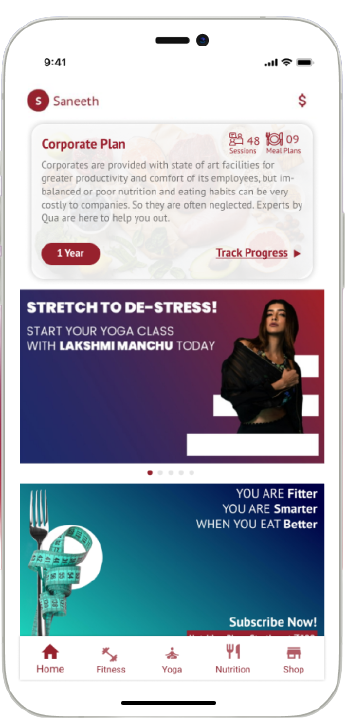 9:41
S Saneeth $
Corporate Plan
48 09
Sessions Meal Plans
Corporates are provided with state of art facilities for
greater productivity and comfort of its employees, but im-
balanced or poor nutrition and eating habits can be very
costly to companies. So they are often neglected. Experts by
Qua are here to help you out.
1 Year
Track Progress
STRETCH TO DE-STRESS!
START YOUR YOGA CLASS
WITH LAKSHMI MANCHU TODAY
YOU ARE Fitter
YOU ARE Smarter
WHEN YOU EAT Better
Subscribe Now!
Home Fitness Yoga Nutrition Shop